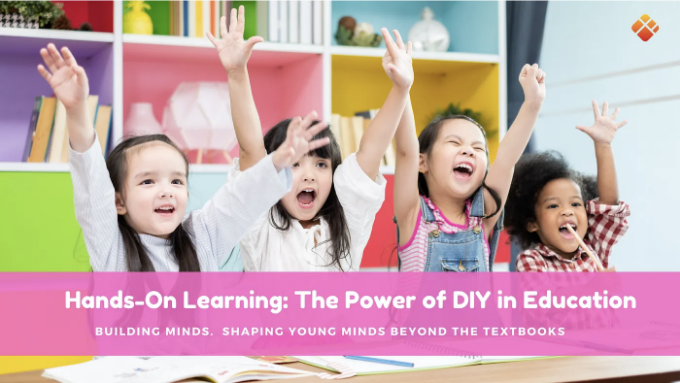 Hands-On Learning: The Power of DIY in Education
BUILDING MINDS. SHAPING YOUNG MINDS BEYOND THE TEXTBOOKS